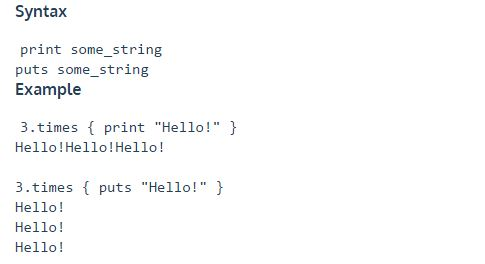 Syntax
print some_string
puts some_string
Example
3.times { print "Hello!" }
Hello!Hello!Hello!
3.times { puts "Hello!" }
Hello!
Hello!
Hello!